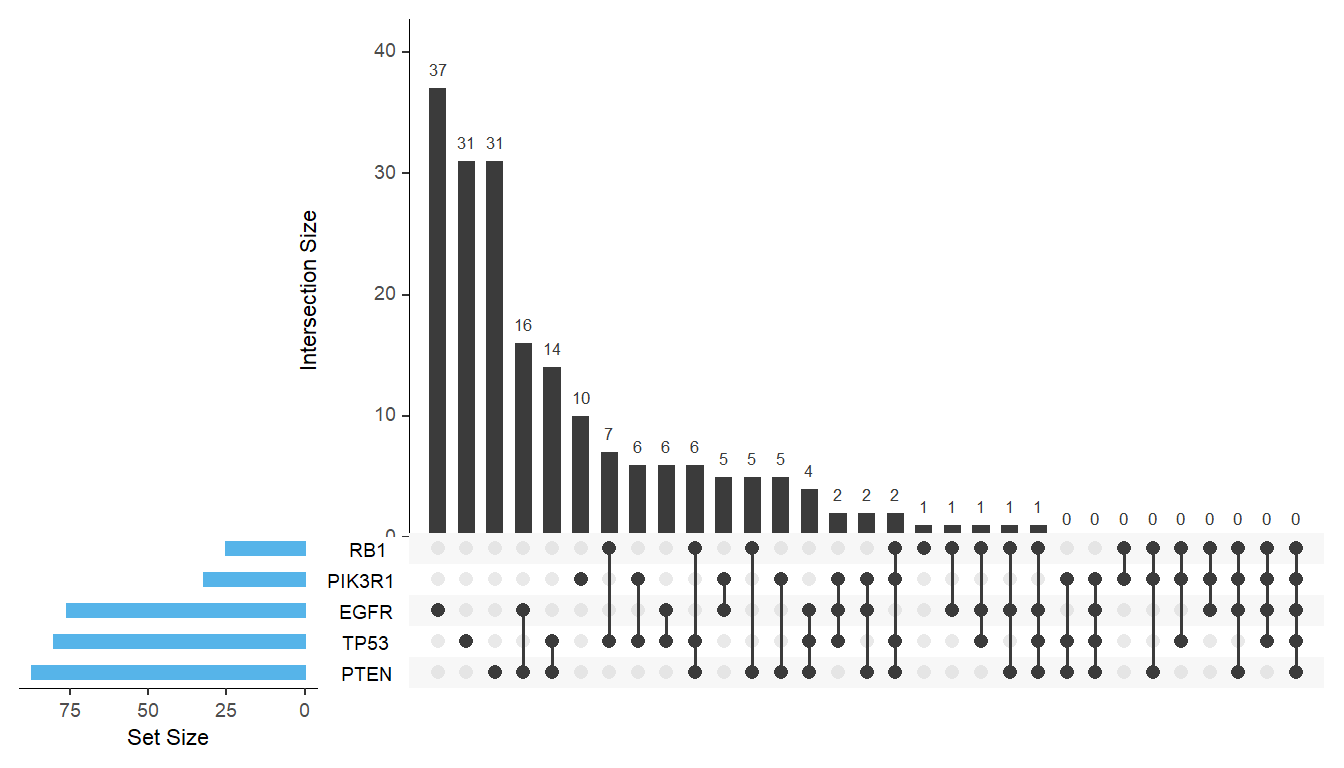 40
37
31 31
30
Intersection Size
20
16
14
10
10
7
6 6 6
5 5 5
4
2 2 2
1 1 1 1 1
0 0 0 0 0 0 0 0 0
0
RB1
PIK3R1
EGFR
TP53
PTEN
75 50 25 0
Set Size